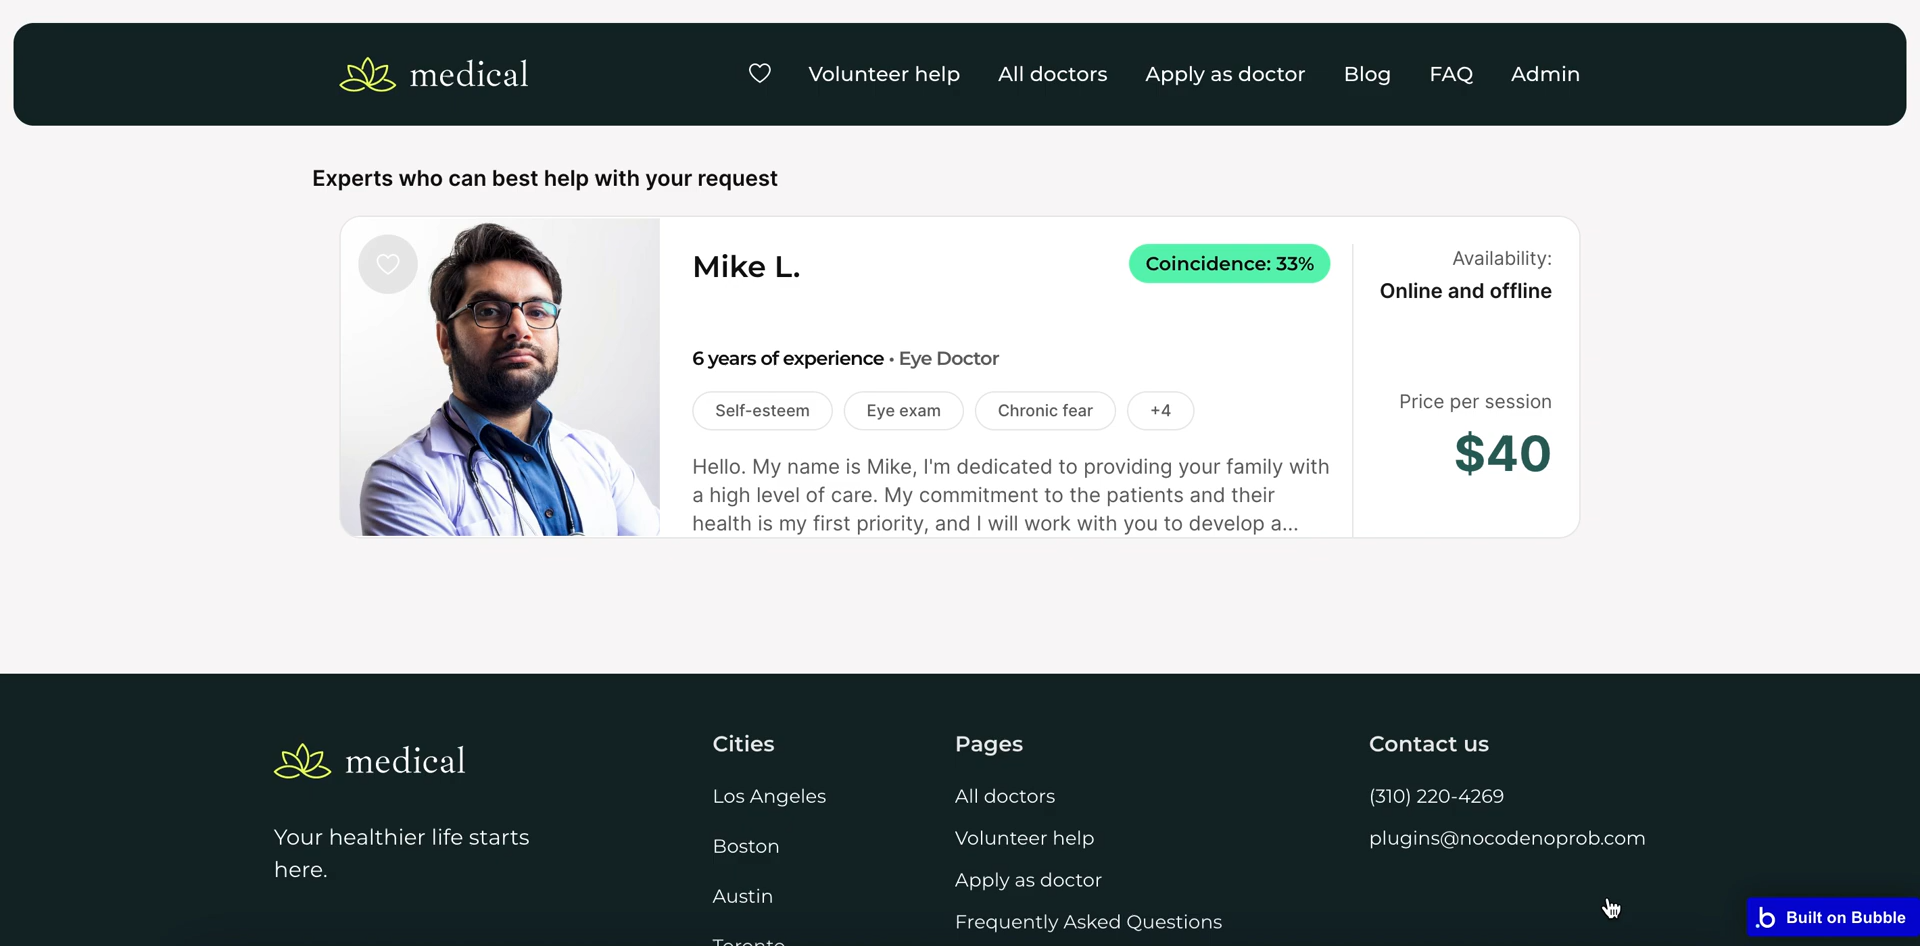 medical
Volunteer help
All doctors
Apply as doctor
Blog
FAQ
Admin
Experts who can best help with your request
Mike L.
Coincidence: 33%
6 years of experience • Eye Doctor
Self-esteem
Eye exam
Chronic fear
+4
Hello. My name is Mike, I'm dedicated to providing your family with
a high level of care. My commitment to the patients and their
health is my first priority, and I will work with you to develop a...
Availability:
Online and offline
Price per session
$40
medical
Your healthier life starts
here.
Cities
Los Angeles
Boston
Austin
Toronto
Pages
All doctors
Volunteer help
Apply as doctor
Frequently Asked Questions
Contact us
(310) 220-4269
plugins@nocodenoprob.com
b Built on Bubble